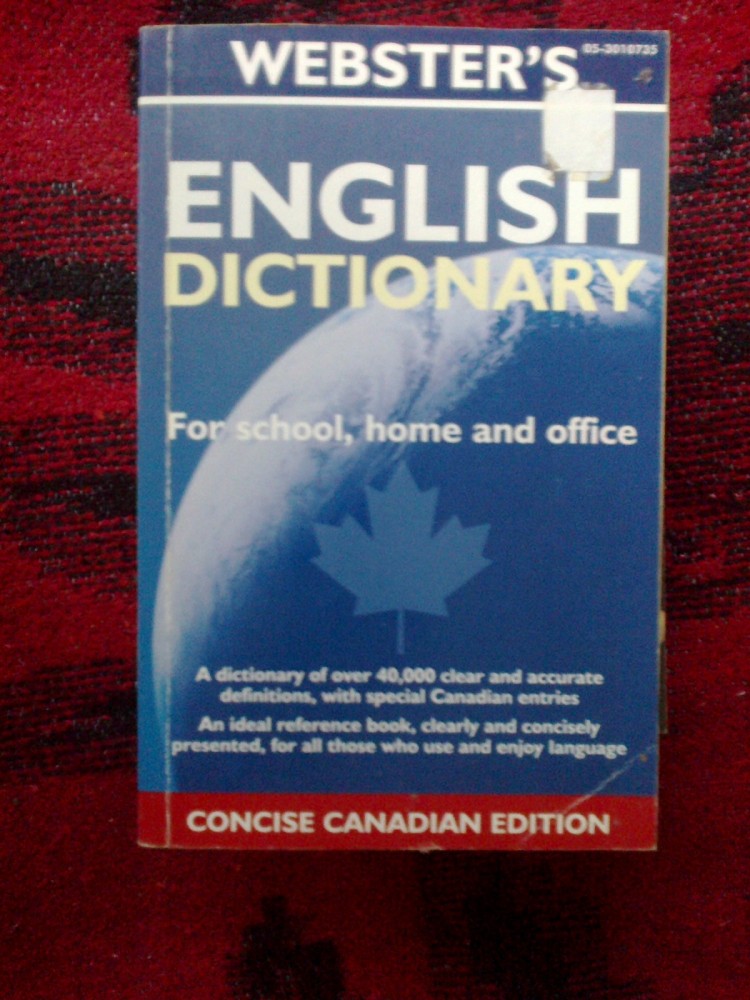 WEBSTER'S
05-3010735
ENGLISH
DICTIONARY
For school, home and office
A dictionary of over 40,000 clear and accurate
definitions, with special Canadian entries
An ideal reference book, clearly and concisely
presented, for all those who use and enjoy language
CONCISE CANADIAN EDITION